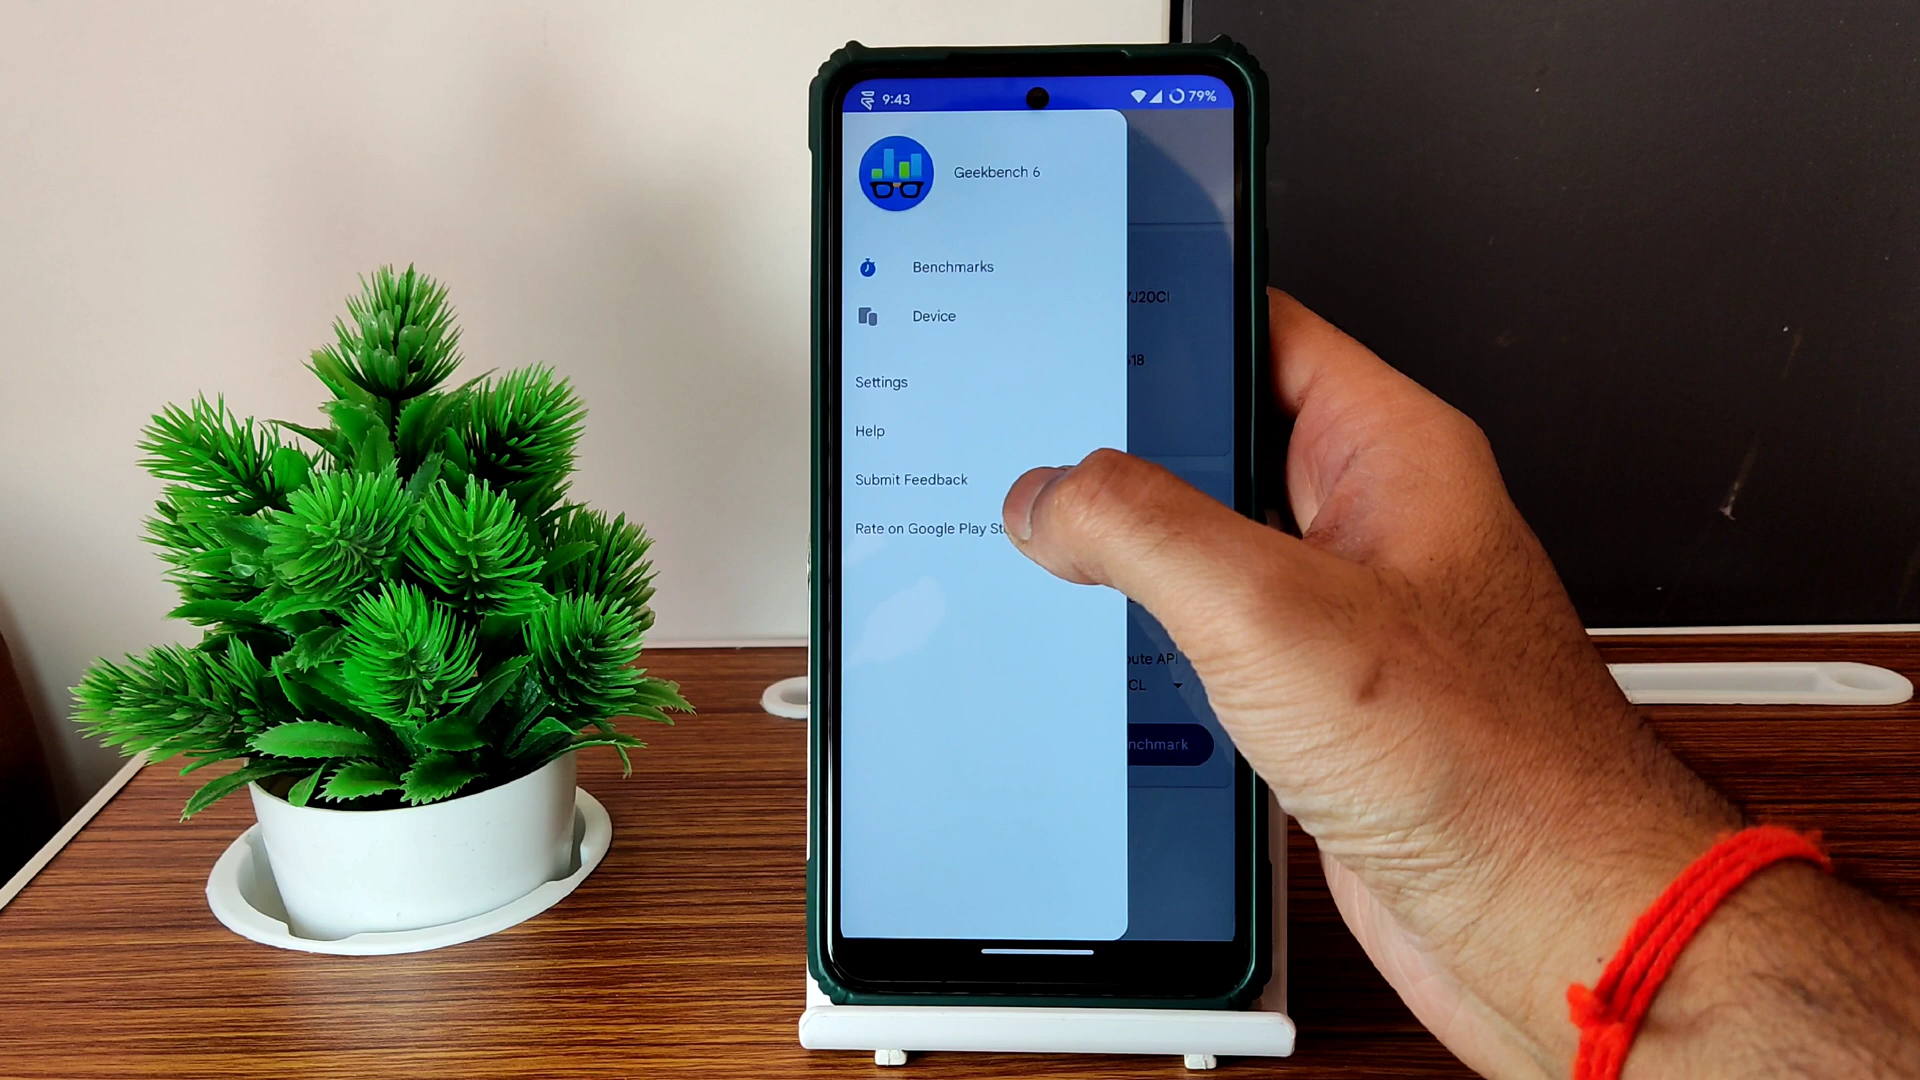 9:43
79%
Geekbench 6
Benchmarks
Device
Settings
Help
Submit Feedback
Rate on Google Play St
J20CI
18
ute API
CL
nchmark